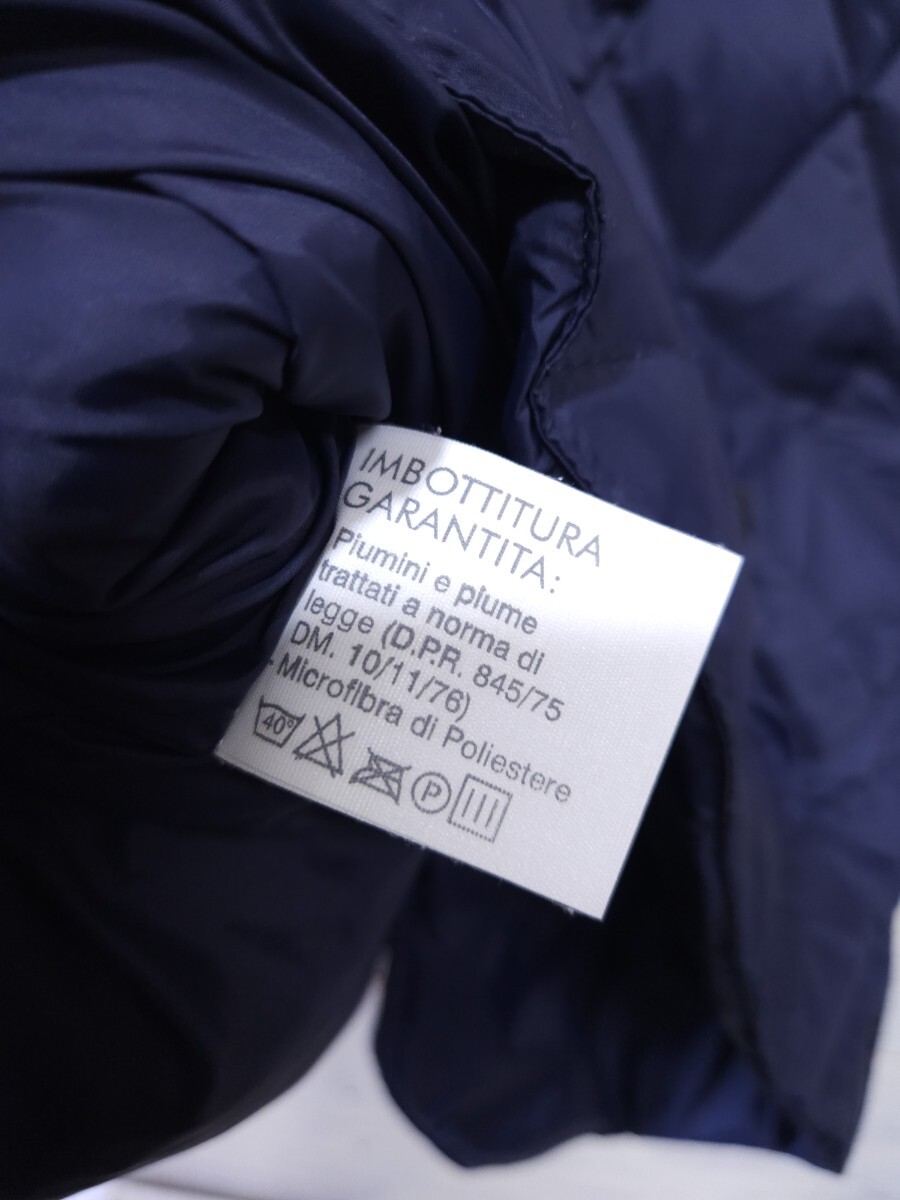 IMBOTTITURA
GARANTITA:
Piumini e piume
trattati a norma di
legge (D.P.R. 845/75
DM. 10/11/76)
- Microfibra di Poliestere
40° P